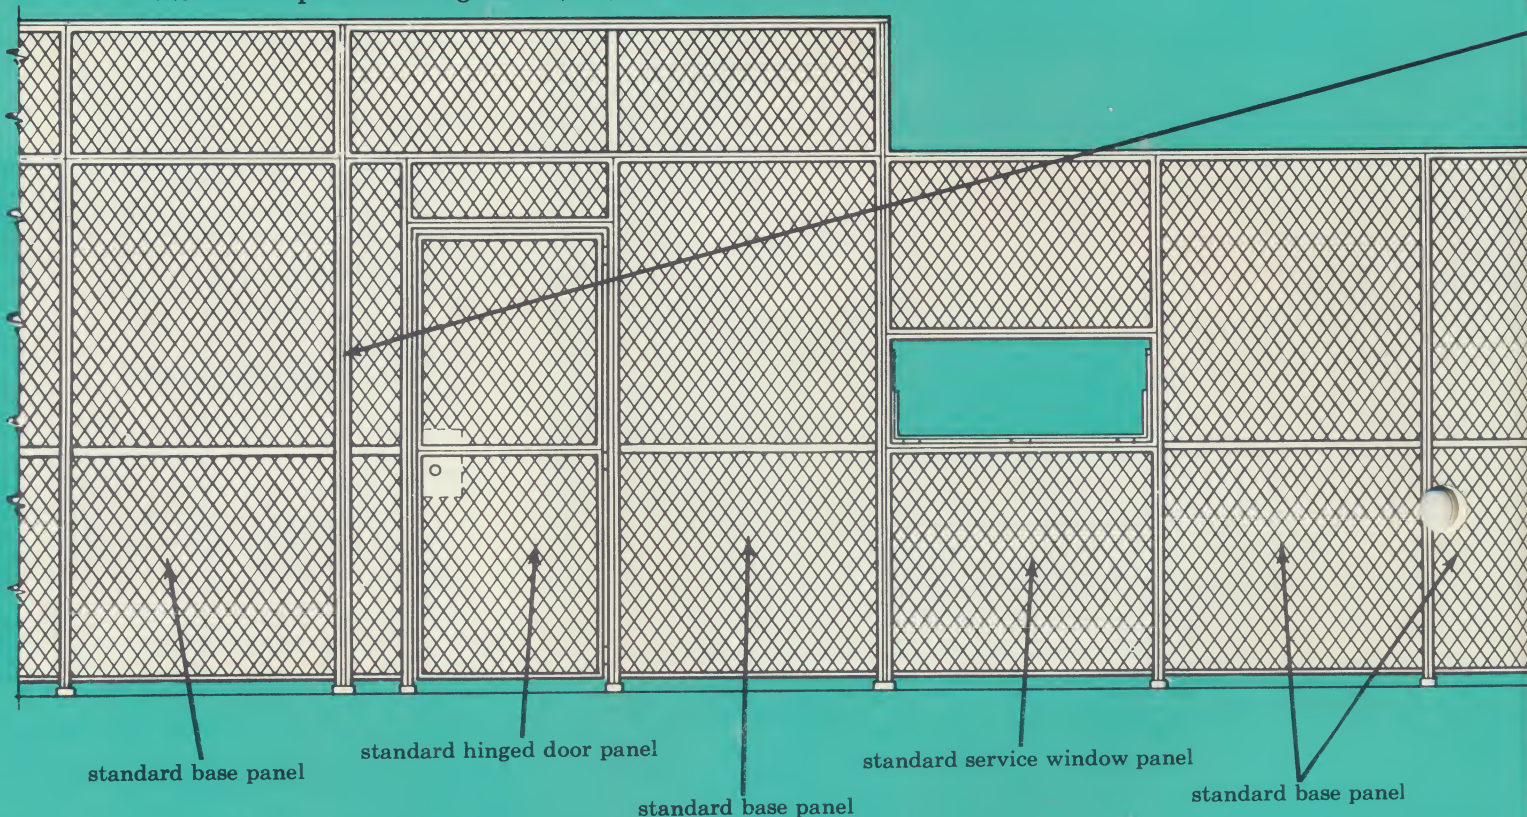 standard base panel
standard hinged door panel
standard base panel
standard service window panel
standard base panel